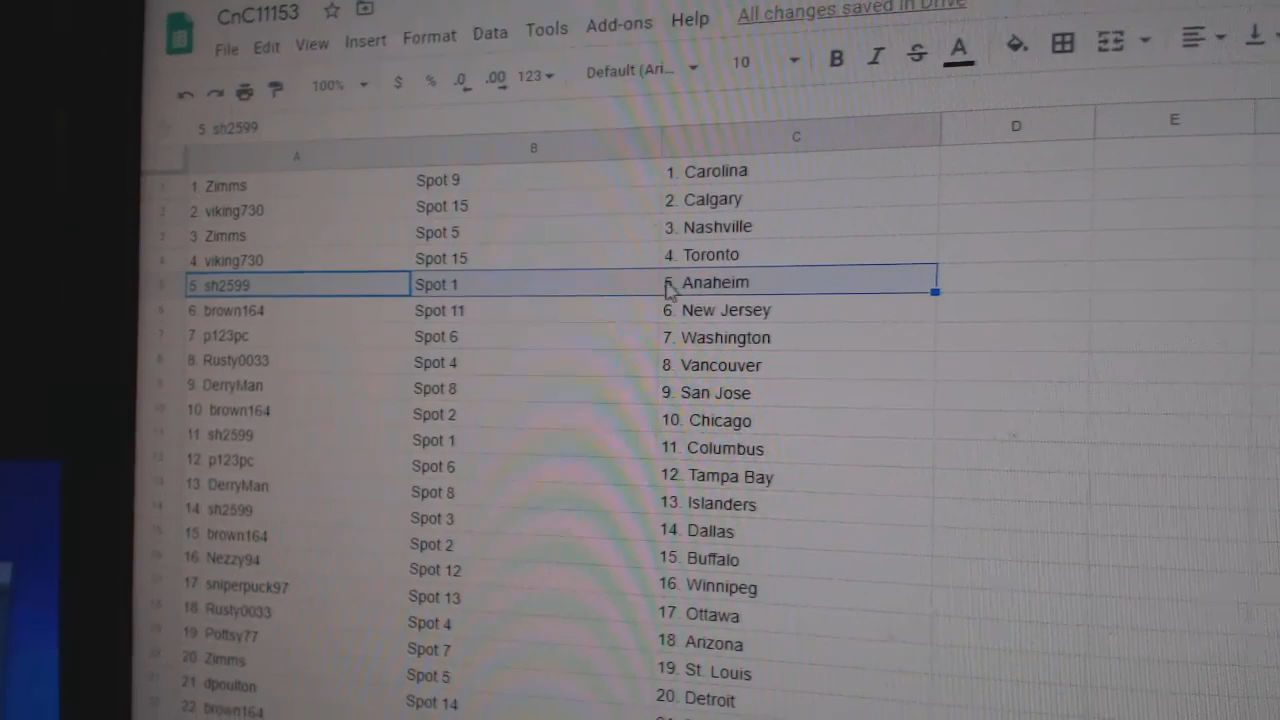 CnC11153
File Edit View Insert Format Data Tools Add-ons Help All changes saved in Drive
100% $ % .0 .00 123 Default (Ari... 10 B I S A
5 sh2599
A B C D E
1 Zimms Spot 9 1. Carolina
2 viking730 Spot 15 2. Calgary
3 Zimms Spot 5 3. Nashville
4 viking730 Spot 15 4. Toronto
5 sh2599 Spot 1 5. Anaheim
6 brown164 Spot 11 6. New Jersey
7 p123pc Spot 6 7. Washington
8 Rusty0033 Spot 4 8. Vancouver
9 DerryMan Spot 8 9. San Jose
10 brown164 Spot 2 10. Chicago
11 sh2599 Spot 1 11. Columbus
12 p123pc Spot 6 12. Tampa Bay
13 DerryMan Spot 8 13. Islanders
14 sh2599 Spot 3 14. Dallas
15 brown164 Spot 2 15. Buffalo
16 Nezzy94 Spot 12 16. Winnipeg
17 sniperpuck97 Spot 13 17. Ottawa
18 Rusty0033 Spot 4 18. Arizona
19 Pottsy77 Spot 7 19. St. Louis
20 Zimms Spot 5 20. Detroit
21 dpoulton Spot 14
22 brown164